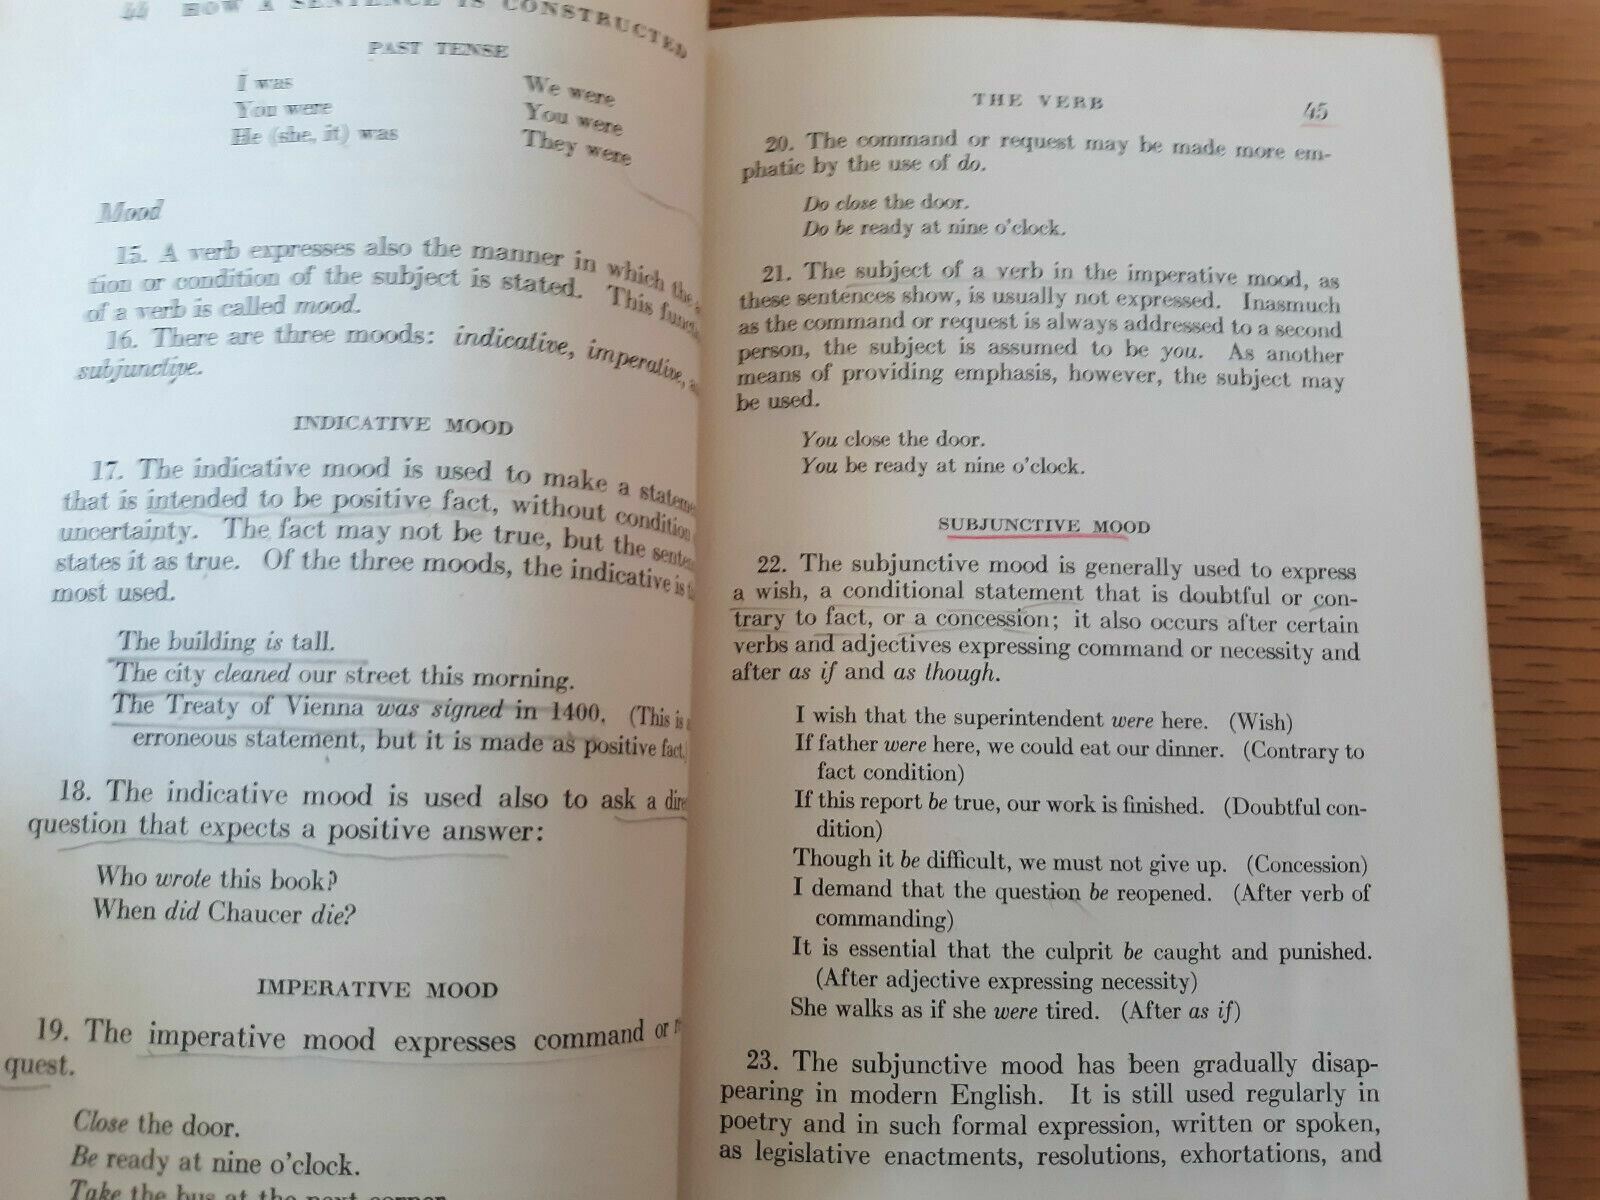 44 HOW A SENTENCE IS CONSTRUCTED
PAST TENSE
I was We were
You were You were
He (she, it) was They were
Mood
15. A verb expresses also the manner in which the
tion or condition of the subject is stated. This
of a verb is called mood.
16. There are three moods: indicative, imperative,
subjunctive.
INDICATIVE MOOD
17. The indicative mood is used to make a
that is intended to be positive fact, without condition
uncertainty. The fact may not be true, but the
states it as true. Of the three moods, the indicative is
most used.
The building is tall.
The city cleaned our street this morning.
The Treaty of Vienna was signed in 1400. (This is
erroneous statement, but it is made as positive fact.
18. The indicative mood is used also to ask a
question that expects a positive answer:
Who wrote this book?
When did Chaucer die?
IMPERATIVE MOOD
19. The imperative mood expresses command or
quest.
Close the door.
Be ready at nine o'clock.
Take the bus at the next corner.
THE VERB 45
20. The command or request may be made more em-
phatic by the use of do.
Do close the door.
Do be ready at nine o'clock.
21. The subject of a verb in the imperative mood, as
these sentences show, is usually not expressed. Inasmuch
as the command or request is always addressed to a second
person, the subject is assumed to be you. As another
means of providing emphasis, however, the subject may
be used.
You close the door.
You be ready at nine o'clock.
SUBJUNCTIVE MOOD
22. The subjunctive mood is generally used to express
a wish, a conditional statement that is doubtful or con-
trary to fact, or a concession; it also occurs after certain
verbs and adjectives expressing command or necessity and
after as if and as though.
I wish that the superintendent were here. (Wish)
If father were here, we could eat our dinner. (Contrary to
fact condition)
If this report be true, our work is finished. (Doubtful con-
dition)
Though it be difficult, we must not give up. (Concession)
I demand that the question be reopened. (After verb of
commanding)
It is essential that the culprit be caught and punished.
(After adjective expressing necessity)
She walks as if she were tired. (After as if)
23. The subjunctive mood has been gradually disap-
pearing in modern English. It is still used regularly in
poetry and in such formal expression, written or spoken,
as legislative enactments, resolutions, exhortations, and